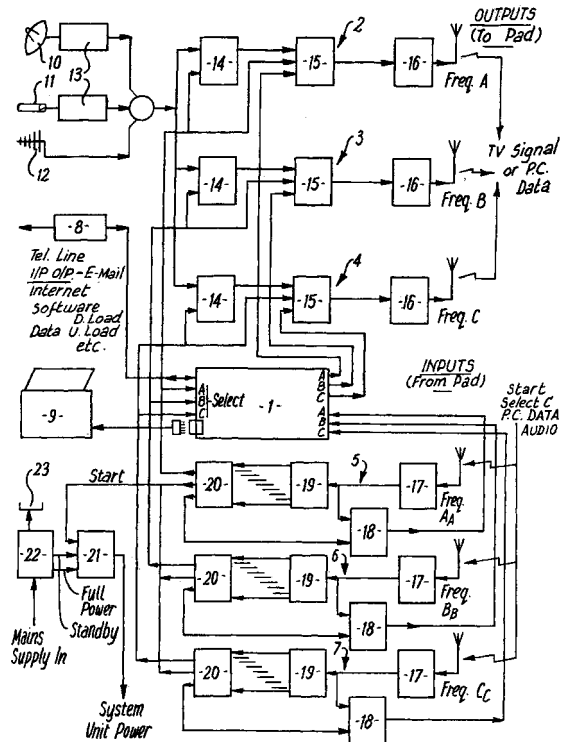 OUTPUTS
(To Pad)
2
10
13
-14-
-15-
-16-
Freq. A
11
12
3
TV Signal
or P.C.
Data
-14-
-15-
-16-
Freq. B
-8-
4
Tel. Line
I/P O/P-E-Mail
Internet
Software
D. Load
Data U. Load
etc.
-14-
-15-
-16-
Freq. C
INPUTS
(From Pad)
A
B
C
Select
-1-
A
B
C
A
B
C
-9-
Start
Select C
P.C. DATA
AUDIO
23
Start
-20-
-19-
5
-17-
Freq.
AA
-18-
-22-
-21-
Full
Power
Standby
Mains
Supply In
System
Unit Power
-20-
-19-
6
-17-
Freq.
BB
-18-
-20-
-19-
7
-17-
Freq. CC
-18-